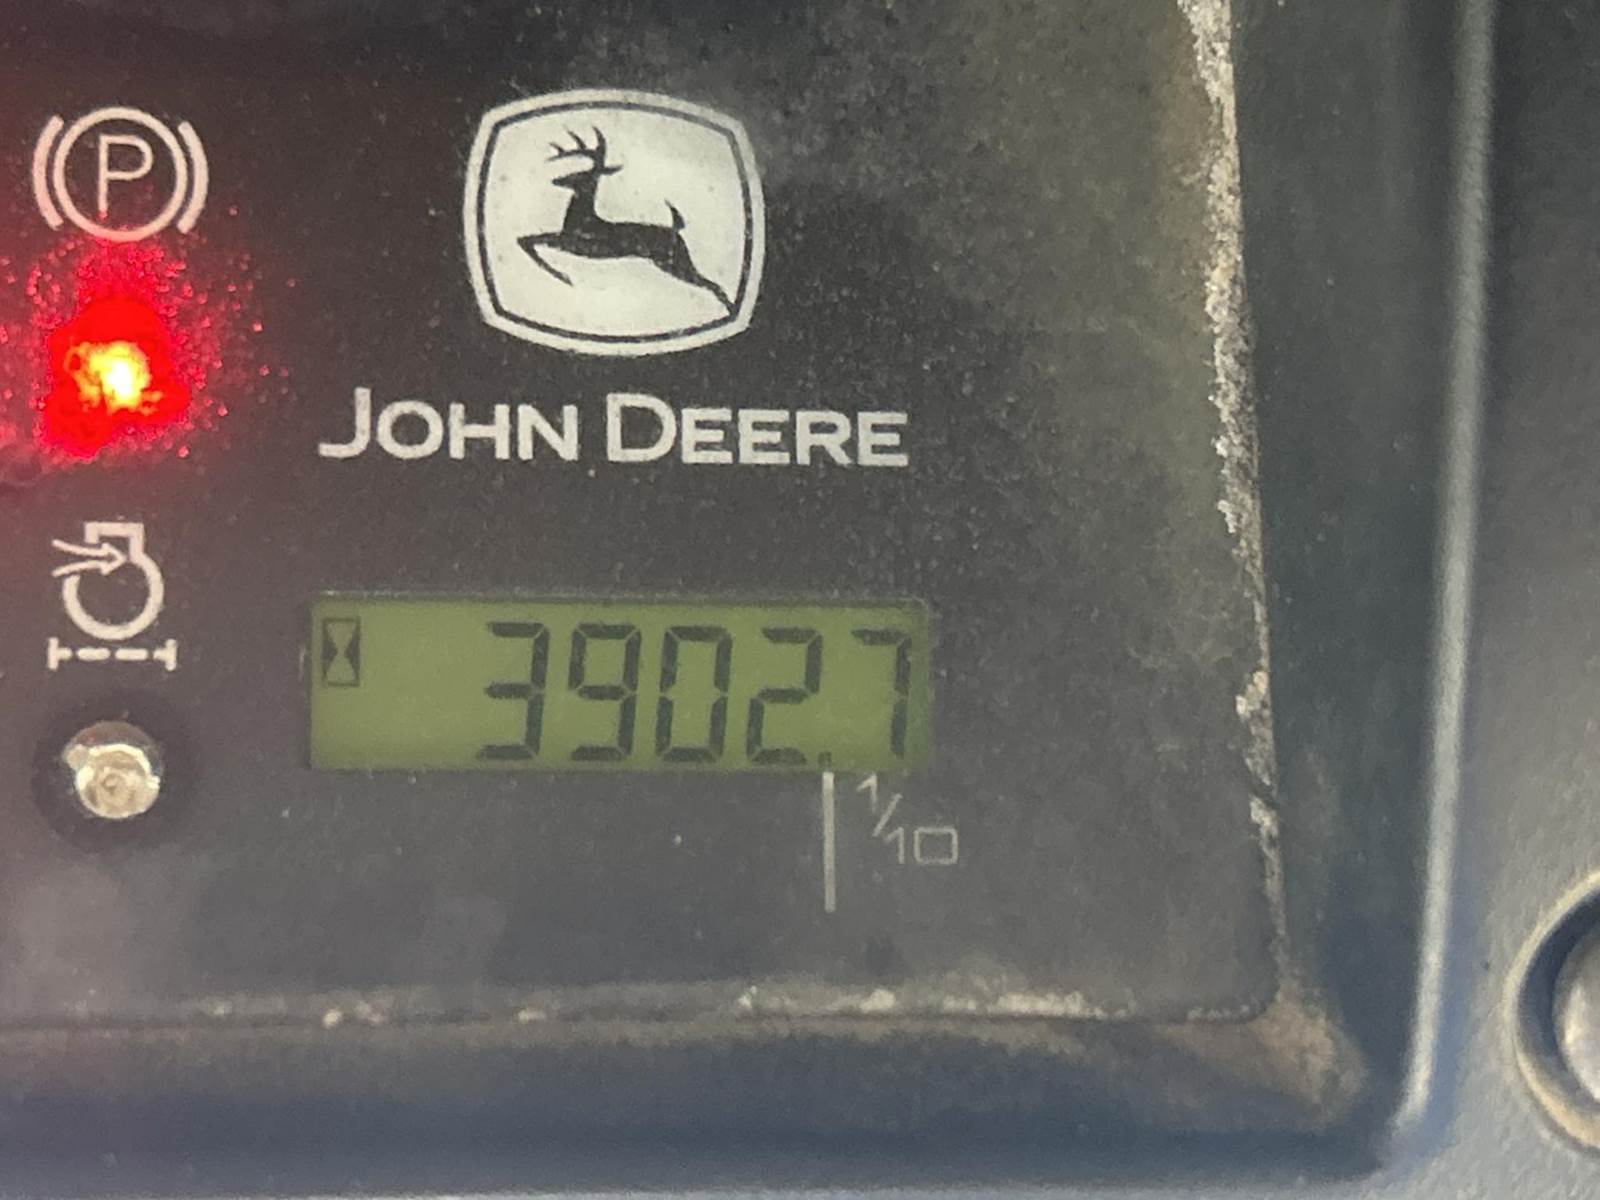 P
JOHN DEERE
3902.7
1/10